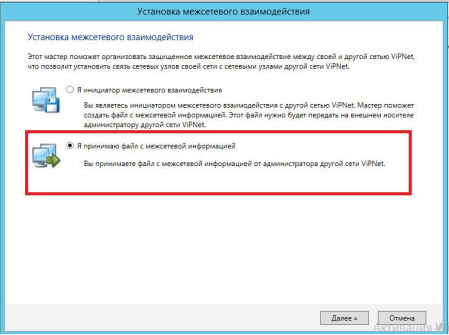 Установка межсетевого взаимодействия
Установка межсетевого взаимодействия
Этот мастер поможет организовать защищенное межсетевое взаимодействие между своей и другой сетью ViPNet,
что позволит установить связь сетевых узлов своей сети с сетевыми узлами другой сети ViPNet.
Я инициатор межсетевого взаимодействия
Вы являетесь инициатором межсетевого взаимодействия с другой сетью ViPNet. Мастер поможет
создать файл с межсетевой информацией. Этот файл нужно будет передать на внешнем носителе
администратору другой сети ViPNet.
Я принимаю файл с межсетевой информацией
Вы принимаете файл с межсетевой информацией от администратора другой сети ViPNet.
Далее »
Отмена
Активация W